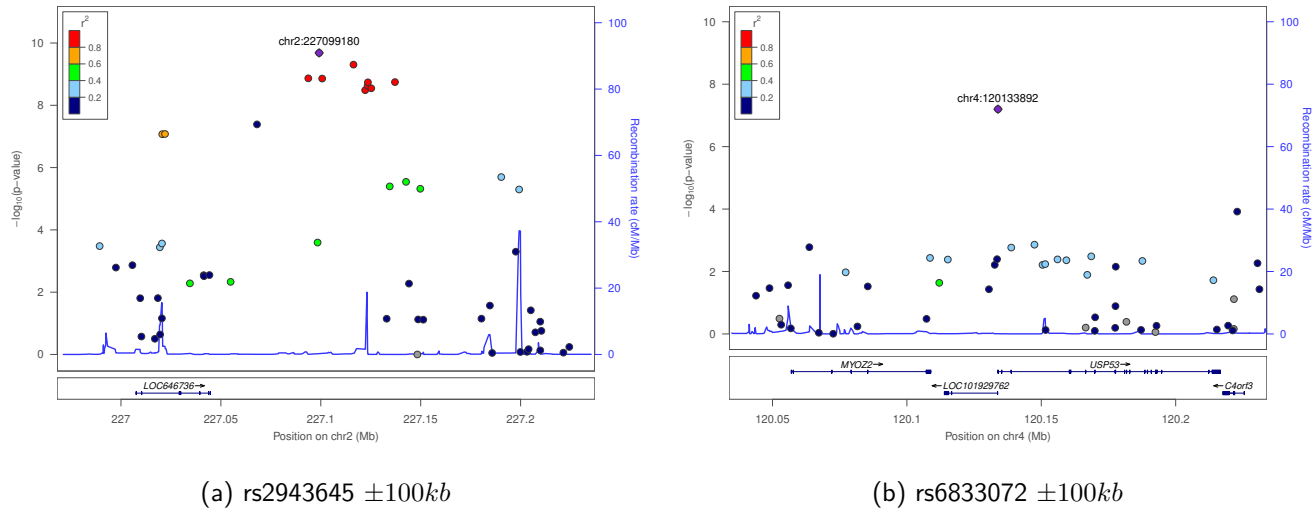 r²
0.8
0.6
0.4
0.2
chr2:227099180
10
8
6
4
2
0
−log₁₀(p-value)
100
80
60
40
20
0
Recombination rate (cM/Mb)
LOC646736
227
227.05
227.1
227.15
227.2
Position on chr2 (Mb)
(a) rs2943645 ±100kb
r²
0.8
0.6
0.4
0.2
chr4:120133892
10
8
6
4
2
0
−log₁₀(p-value)
100
80
60
40
20
0
Recombination rate (cM/Mb)
MYOZ2
USP53
LOC101929762
C4orf3
120.05
120.1
120.15
120.2
Position on chr4 (Mb)
(b) rs6833072 ±100kb